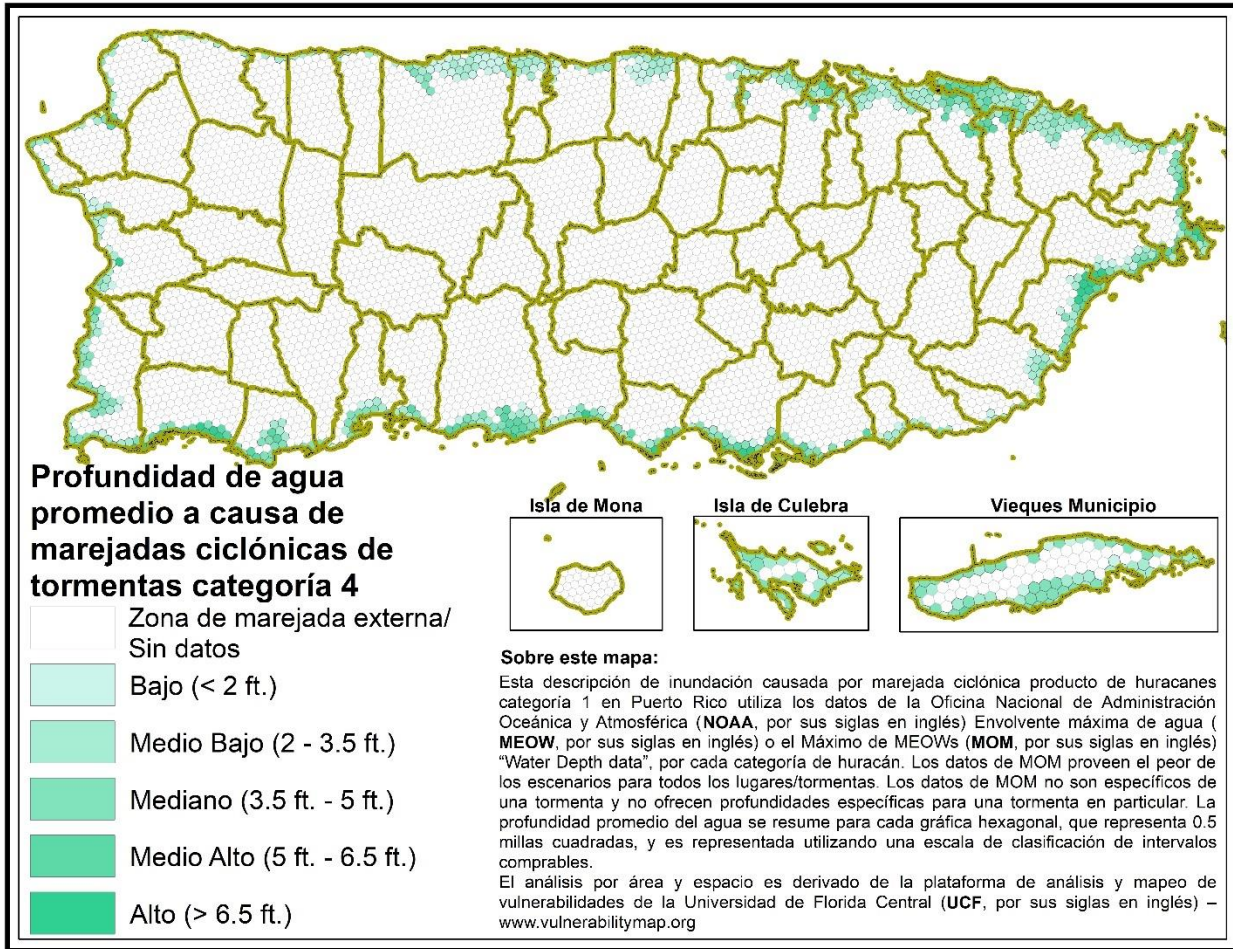 Profundidad de agua
promedio a causa de
marejadas ciclónicas de
tormentas categoría 4
Zona de marejada externa/
Sin datos
Bajo (< 2 ft.)
Medio Bajo (2 - 3.5 ft.)
Mediano (3.5 ft. - 5 ft.)
Medio Alto (5 ft. - 6.5 ft.)
Alto (> 6.5 ft.)
Isla de Mona
Isla de Culebra
Vieques Municipio
Sobre este mapa:
Esta descripción de inundación causada por marejada ciclónica producto de huracanes
categoría 1 en Puerto Rico utiliza los datos de la Oficina Nacional de Administración
Oceánica y Atmosférica (NOAA, por sus siglas en inglés) Envolvente máxima de agua (
MEOW, por sus siglas en inglés) o el Máximo de MEOWs (MOM, por sus siglas en inglés)
“Water Depth data”, por cada categoría de huracán. Los datos de MOM proveen el peor de
los escenarios para todos los lugares/tormentas. Los datos de MOM no son específicos de
una tormenta y no ofrecen profundidades específicas para una tormenta en particular. La
profundidad promedio del agua se resume para cada gráfica hexagonal, que representa 0.5
millas cuadradas, y es representada utilizando una escala de clasificación de intervalos
comprables.
El análisis por área y espacio es derivado de la plataforma de análisis y mapeo de
vulnerabilidades de la Universidad de Florida Central (UCF, por sus siglas en inglés) –
www.vulnerabilitymap.org